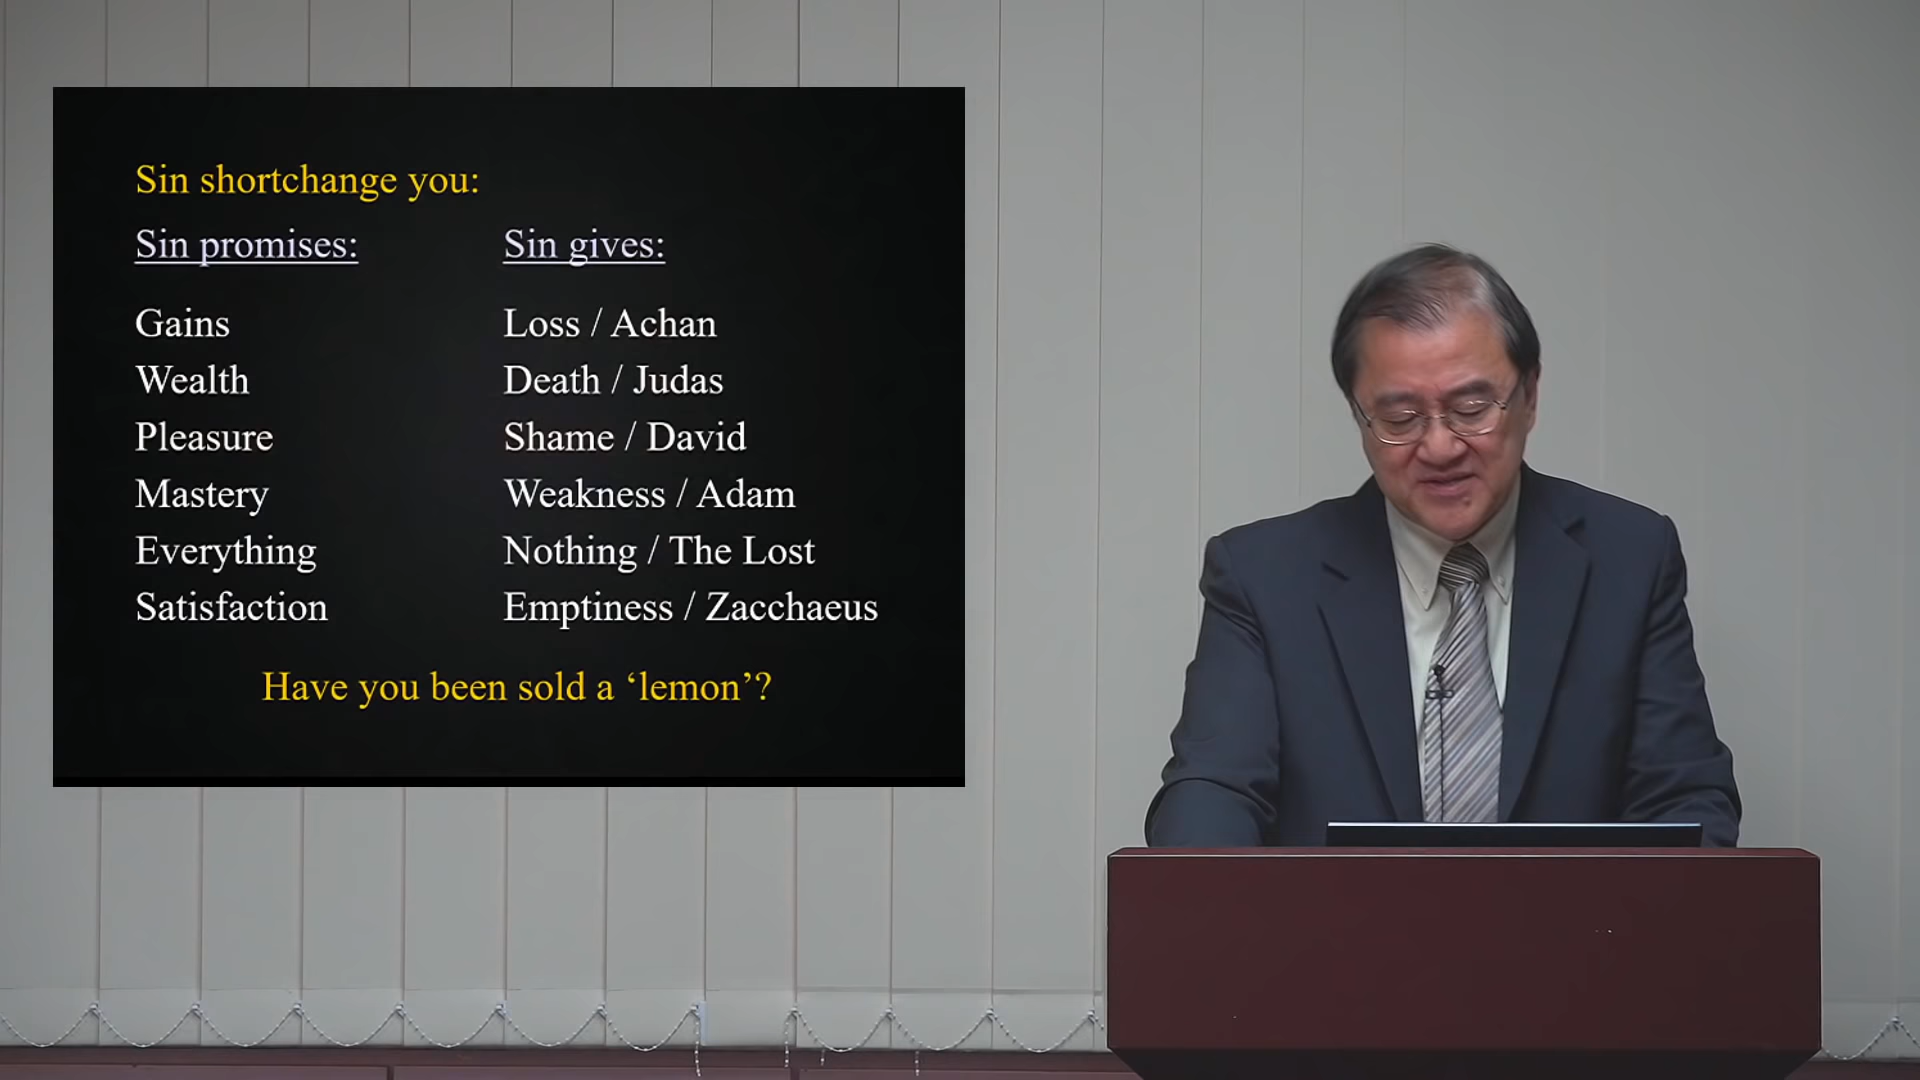 Sin shortchange you:
Sin promises: Sin gives:
Gains Loss / Achan
Wealth Death / Judas
Pleasure Shame / David
Mastery Weakness / Adam
Everything Nothing / The Lost
Satisfaction Emptiness / Zacchaeus
Have you been sold a ‘lemon’?